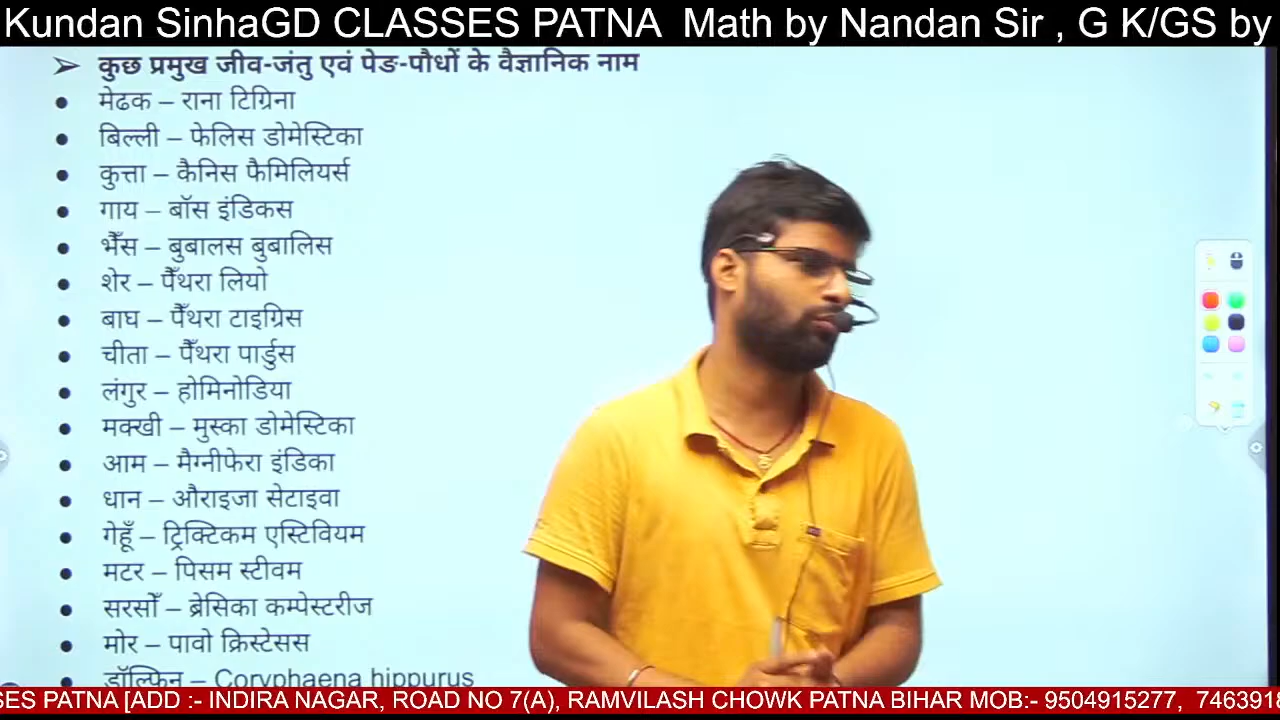 Kundan SinhaGD CLASSES PATNA Math by Nandan Sir , G K/GS by
➢ कुछ प्रमुख जीव-जंतु एवं पेङ-पौधों के वैज्ञानिक नाम
• मेढक – राना टिग्रिना
• बिल्ली – फेलिस डोमेस्टिका
• कुत्ता – कैनिस फैमिलियर्स
• गाय – बॉस इंडिकस
• भैँस – बुबालस बुबालिस
• शेर – पैँथरा लियो
• बाघ – पैँथरा टाइग्रिस
• चीता – पैँथरा पार्डुस
• लंगुर – होमिनोडिया
• मक्खी – मुस्का डोमेस्टिका
• आम – मैग्नीफेरा इंडिका
• धान – औराइजा सेटाइवा
• गेहूँ – ट्रिक्टिकम एस्टिवियम
• मटर – पिसम स्टीवम
• सरसोँ – ब्रेसिका कम्पेस्टरीज
• मोर – पावो क्रिस्टेसस
• डॉल्फिन – Coryphaena hippurus
SES PATNA [ADD :- INDIRA NAGAR, ROAD NO 7(A), RAMVILASH CHOWK PATNA BIHAR MOB:- 9504915277, 7463918